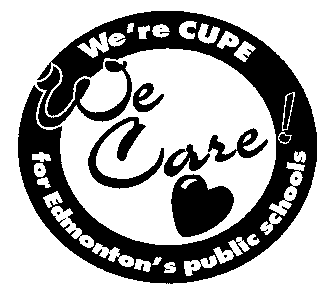 We're CUPE
We
Care!
for Edmonton's public schools